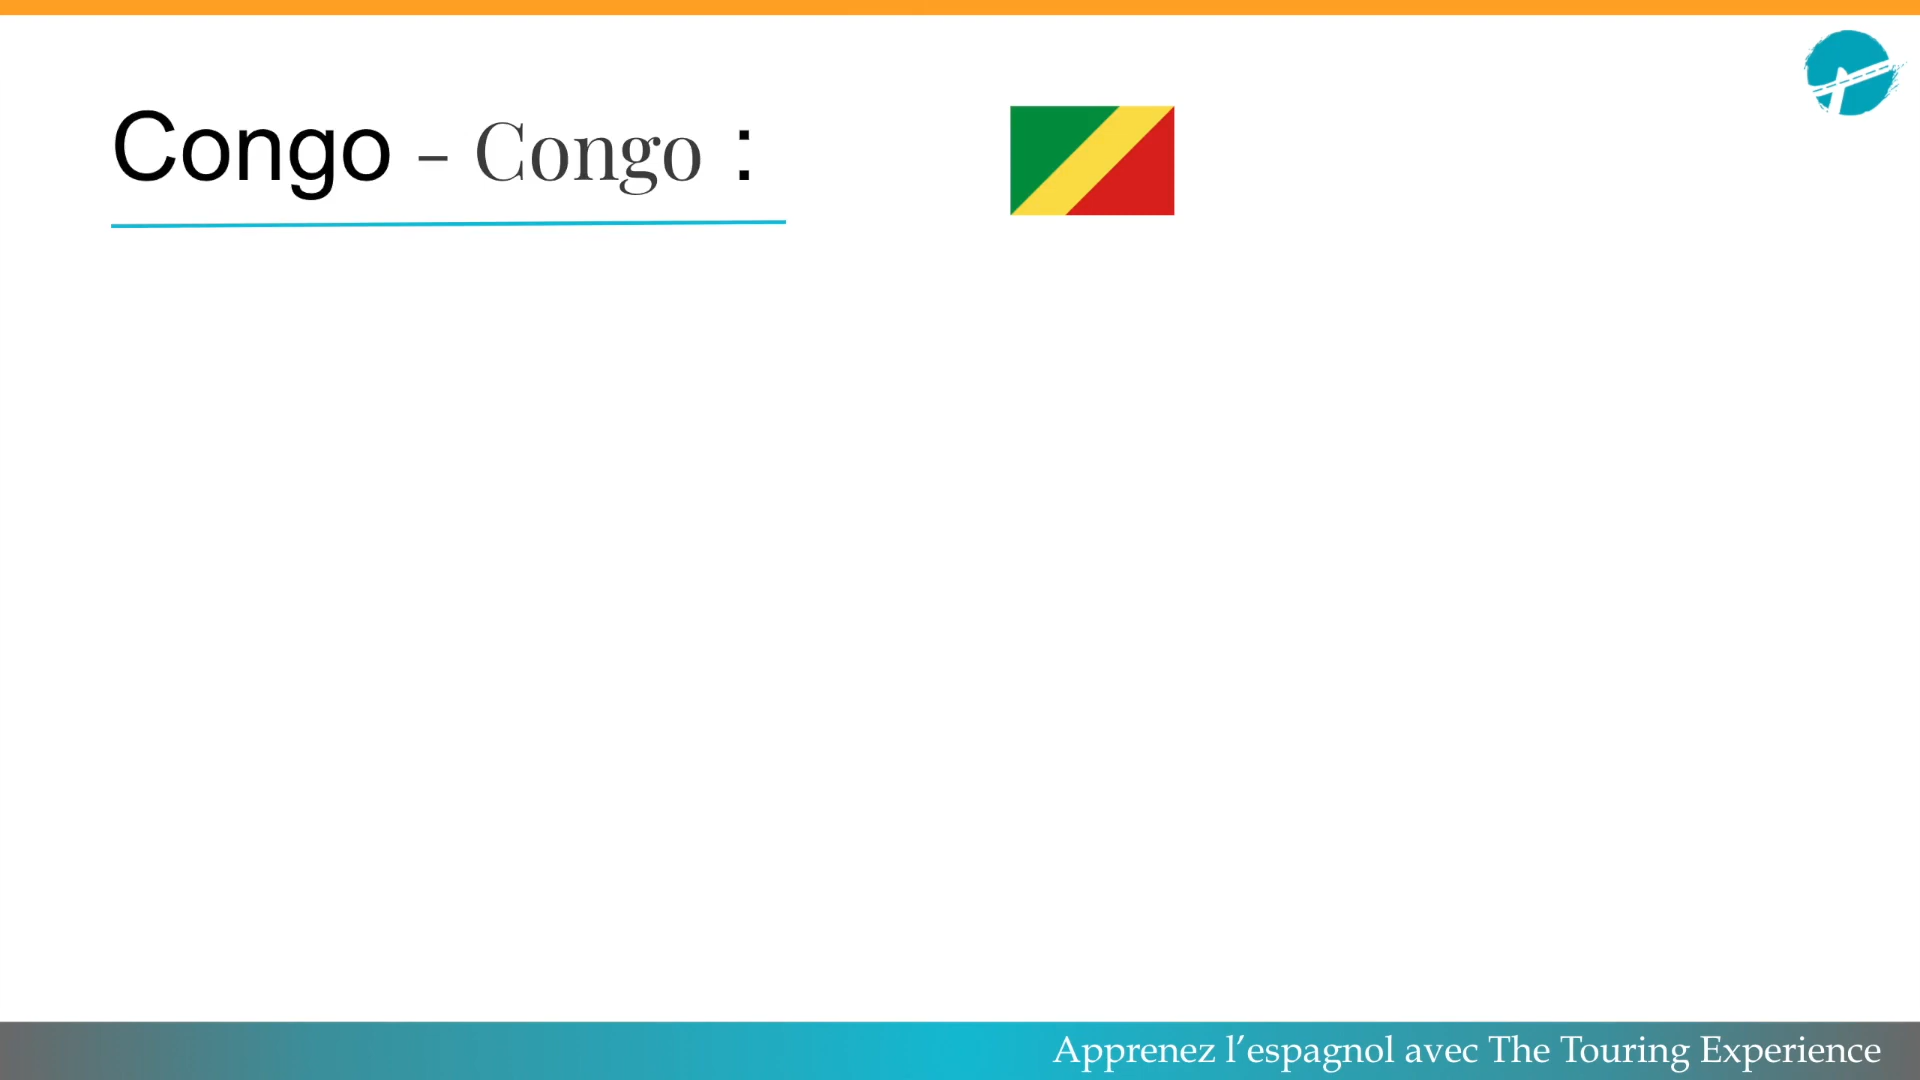 Congo - Congo :
Apprenez l’espagnol avec The Touring Experience